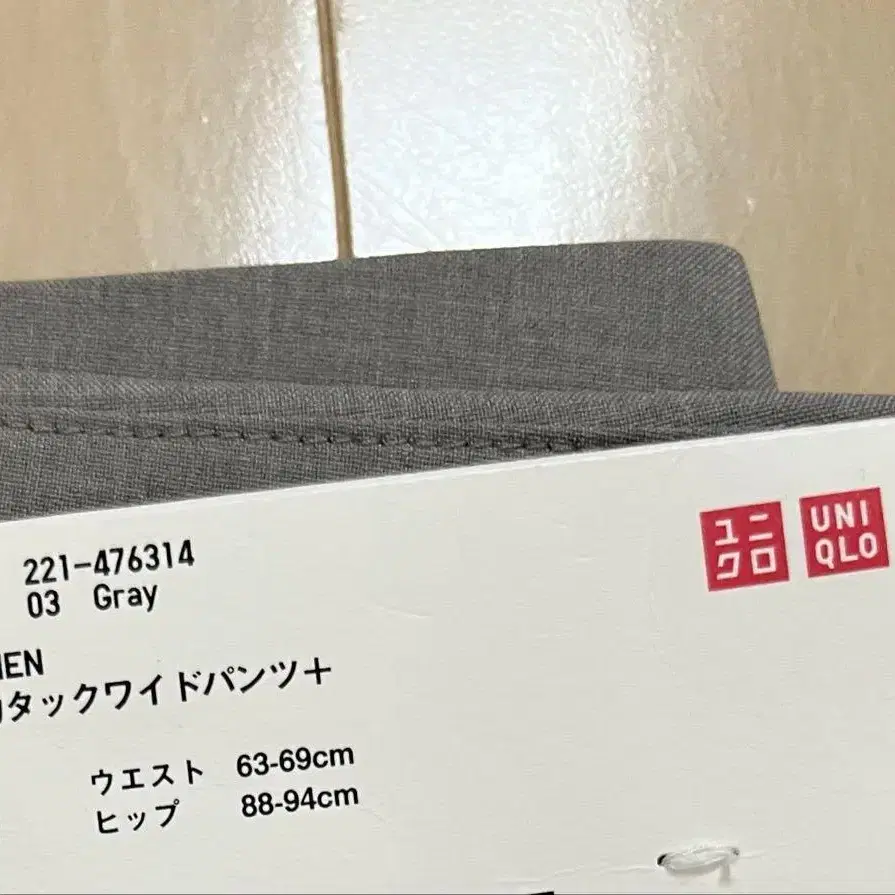 221-476314
03 Gray
ユニクロ
UNIQLO
タックワイドパンツ+
ウエスト 63-69cm
ヒップ 88-94cm